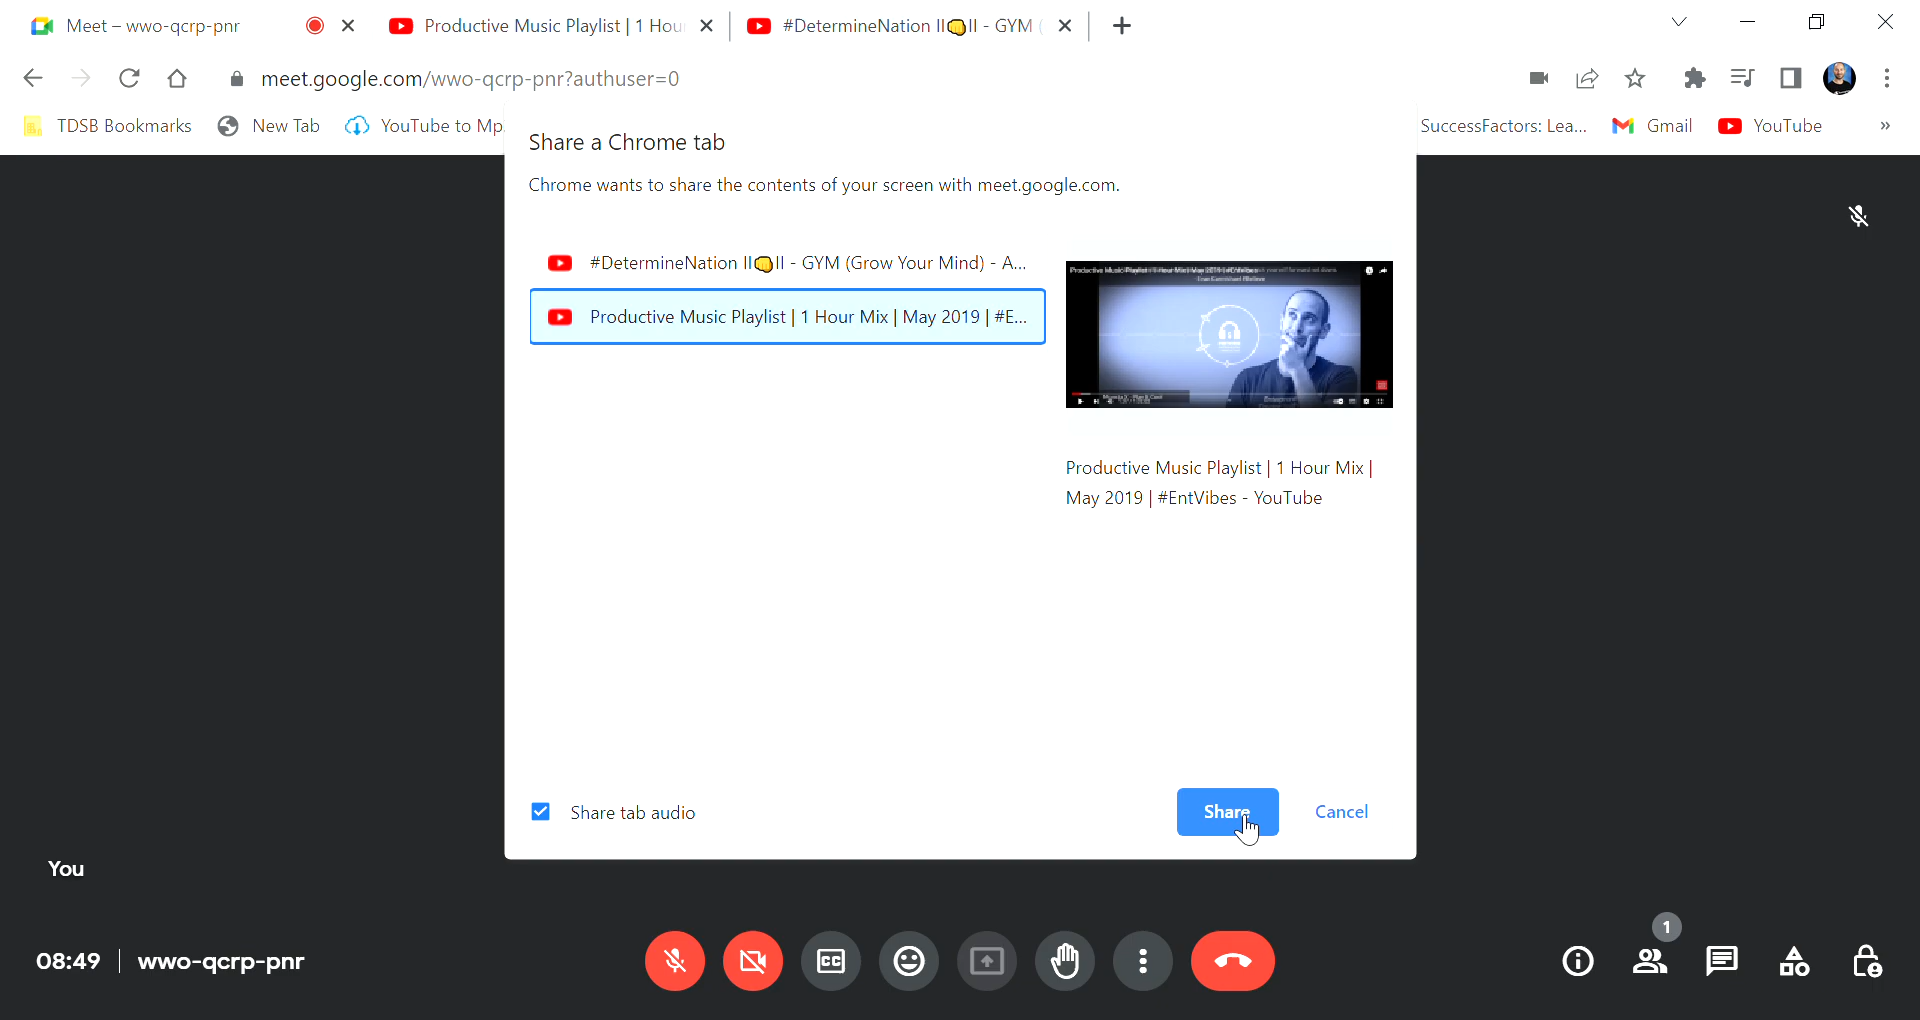 Meet – wwo-qcrp-pnr
Productive Music Playlist | 1 Hou
#DetermineNation II👊II - GYM (
meet.google.com/wwo-qcrp-pnr?authuser=0
TDSB Bookmarks
New Tab
YouTube to Mp
SuccessFactors: Lea...
Gmail
YouTube
»
Share a Chrome tab
Chrome wants to share the contents of your screen with meet.google.com.
#DetermineNation II👊II - GYM (Grow Your Mind) - A...
Productive Music Playlist | 1 Hour Mix | May 2019 | #E...
Productive Music Playlist | 1 Hour Mix |
May 2019 | #EntVibes - YouTube
Share tab audio
Share
Cancel
You
08:49
wwo-qcrp-pnr
CC
1